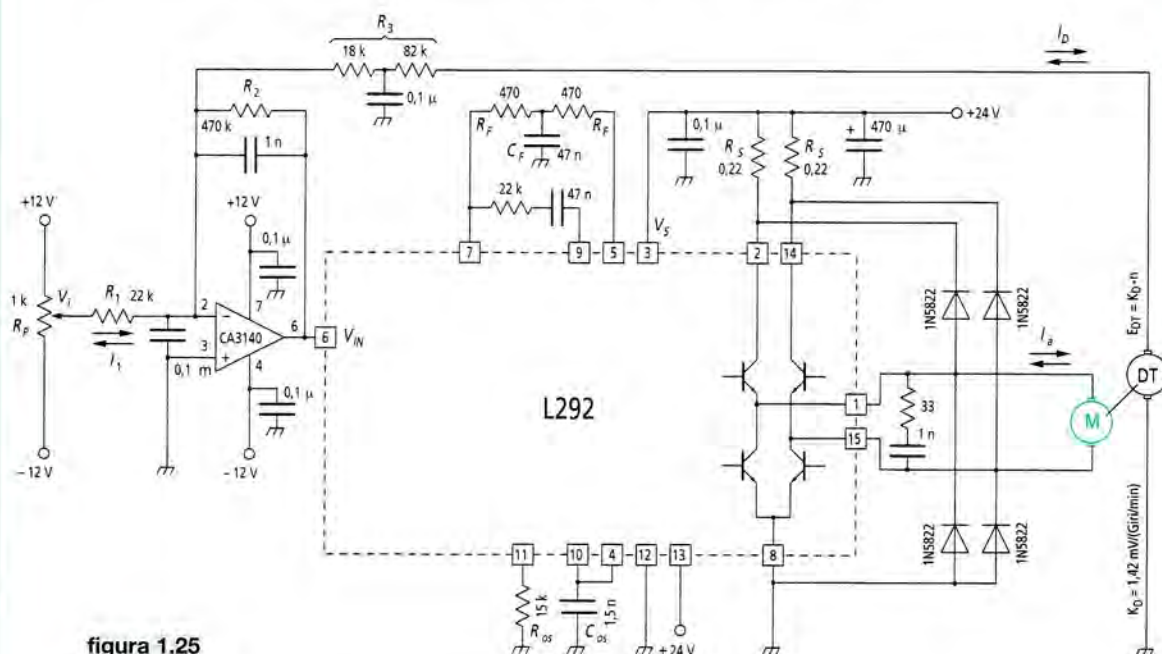 R3
18 k
82 k
ID
R2
470 k
1 n
0,1 µ
470
470
RF
RF
CF
47 n
22 k
47 n
0,1 µ
RS
0,22
RS
0,22
+
470 µ
+24 V
VS
7
9
5
3
2
14
+12 V
+12 V
0,1 µ
1 k
RP
Vi
R1
22 k
I1
2
−
7
CA3140
6
3
+
4
0,1 m
0,1 µ
−12 V
−12 V
6
VIN
L292
1N5822
1N5822
EDT = KD·n
Ia
1
33
1 n
15
M
DT
1N5822
1N5822
KD = 1,42 mV/(Giri/min)
11
10
4
12
13
8
15 k
Ros
Cos
1,5 n
+24 V
figura 1.25